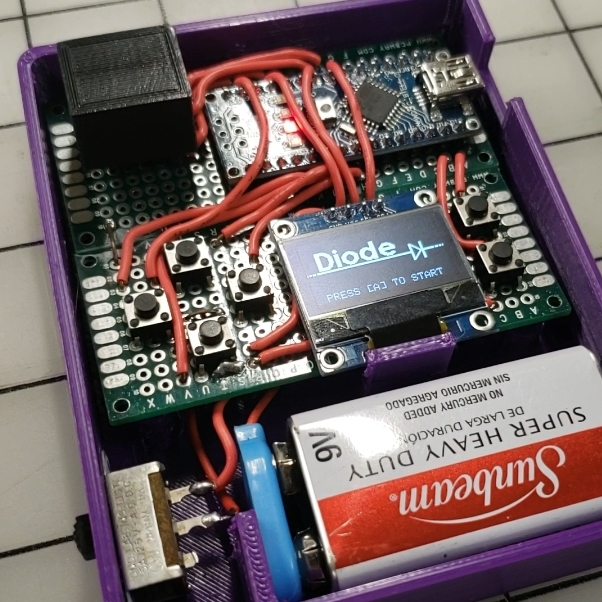 Diode
PRESS [A] TO START
9V
SUPER HEAVY DUTY
DE LARGA DURACIÓN
NO MERCURY ADDED
SIN MERCURIO AGREGADO
Sunbeam®
A B C
U V W X